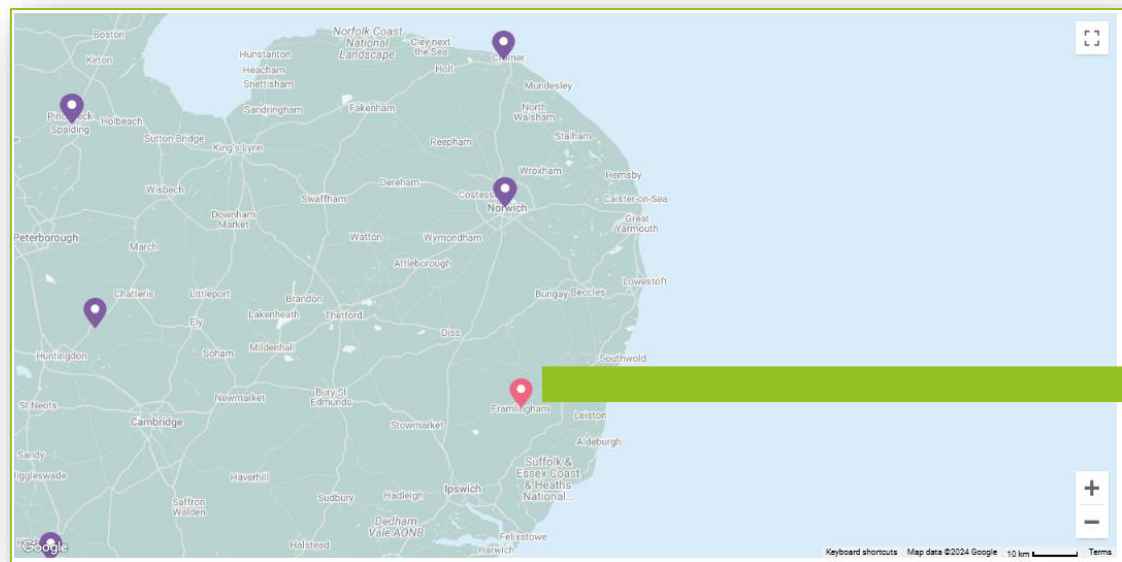 Boston
Kirton
Norfolk Coast
National
Landscape
Cley next
the Sea
Cromer
Hunstanton
Heacham
Snettisham
Holt
Mundesley
Spalding
Holbeach
Sandringham
Fakenham
North
Walsham
Stalham
Sutton Bridge
King's Lynn
Reepham
Wroxham
Hemsby
Wisbech
Dereham
Swaffham
Norwich
Caister-on-Sea
Downham
Market
Great
Yarmouth
Peterborough
March
Watton
Wymondham
Attleborough
Lowestoft
Chatteris
Littleport
Brandon
Bungay
Beccles
Lakenheath
Thetford
Ely
Diss
Huntingdon
Soham
Mildenhall
Southwold
St Neots
Newmarket
Bury St
Edmunds
Framlingham
Leiston
Cambridge
Stowmarket
Aldeburgh
Sandy
Haverhill
Suffolk &
Essex Coast
& Heaths
National...
Saffron
Walden
Sudbury
Hadleigh
Ipswich
Dedham
Vale AONB
Felixstowe
Halstead
Harwich
Google
Keyboard shortcuts Map data ©2024 Google 10 km Terms